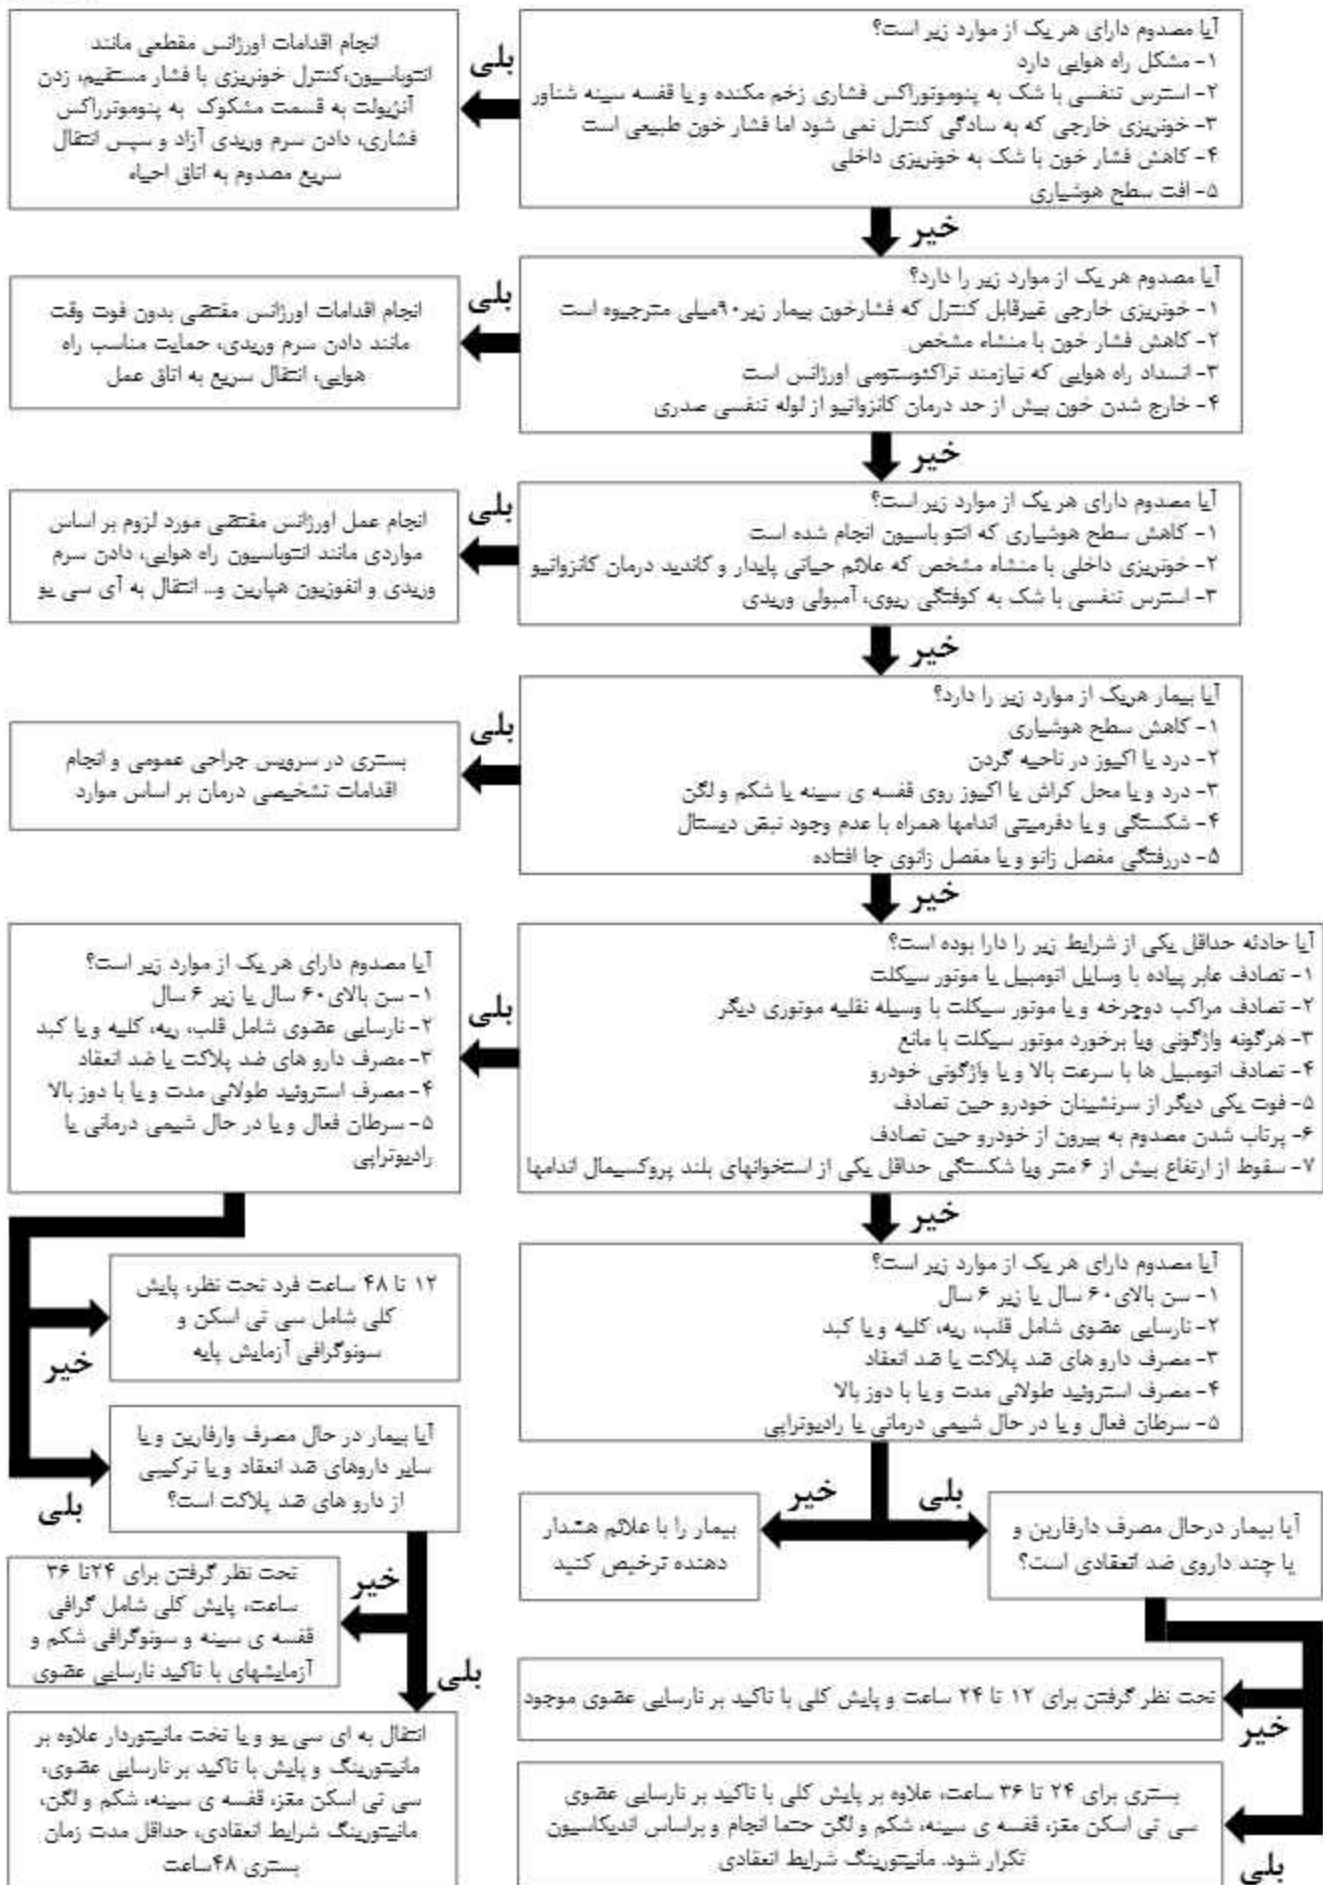 آیا مصدوم دارای هر یک از موارد زیر است؟
۱- مشکل راه هوایی دارد
۲- استرس تنفسی با شک به پنوموتوراکس فشاری زخم مکنده و یا قفسه سینه شناور
۳- خونریزی خارجی که به سادگی کنترل نمی شود اما فشار خون طبیعی است
۴- کاهش فشار خون با شک به خونریزی داخلی
۵- افت سطح هوشیاری
بلی
انجام اقدامات اورژانس مقطعی مانند
انتوباسیون،کنترل خونریزی با فشار مستقیم، زدن
آنژیولت به قسمت مشکوک به پنوموترراکس
فشاری، دادن سرم وریدی آزاد و سپس انتقال
سریع مصدوم به اتاق احیاء
خیر
آیا مصدوم هر یک از موارد زیر را دارد؟
۱- خونریزی خارجی غیرقابل کنترل که فشارخون بیمار زیر۹۰میلی مترجیوه است
۲- کاهش فشار خون با منشاء مشخص
۳- انسداد راه هوایی که نیازمند تراکئوستومی اورژانس است
۴- خارج شدن خون بیش از حد درمان کانزواتیو از لوله تنفسی صدری
بلی
انجام اقدامات اورژانس مقتضی بدون فوت وقت
مانند دادن سرم وریدی، حمایت مناسب راه
هوایی، انتقال سریع به اتاق عمل
خیر
آیا مصدوم دارای هر یک از موارد زیر است؟
۱- کاهش سطح هوشیاری که انتو باسیون انجام شده است
۲- خونریزی داخلی با منشاء مشخص که علائم حیاتی پایدار و کاندید درمان کانزواتیو
۳- استرس تنفسی با شک به کوفتگی ریوی، آمبولی وریدی
بلی
انجام عمل اورژانس مقتضی مورد لزوم بر اساس
مواردی مانند انتوباسیون راه هوایی، دادن سرم
وریدی و انفوزیون هپارین و... انتقال به آی سی یو
خیر
آیا بیمار هریک از موارد زیر را دارد؟
۱- کاهش سطح هوشیاری
۲- درد یا اکیوز در ناحیه گردن
۳- درد و یا محل کراش یا اکیوز روی قفسه ی سینه یا شکم و لگن
۴- شکستگی و یا دفرمیتی اندامها همراه با عدم وجود نبض دیستال
۵- دررفتگی مفصل زانو و یا مفصل زانوی جا افتاده
بلی
بستری در سرویس جراحی عمومی و انجام
اقدامات تشخیصی درمان بر اساس موارد
خیر
آیا حادثه حداقل یکی از شرایط زیر را دارا بوده است؟
۱- تصادف عابر پیاده با وسایل اتومبیل یا موتور سیکلت
۲- تصادف مراکب دوچرخه و یا موتور سیکلت با وسیله نقلیه موتوری دیگر
۳- هرگونه واژگونی ویا برخورد موتور سیکلت با مانع
۴- تصادف اتومبیل ها با سرعت بالا و یا واژگونی خودرو
۵- فوت یکی دیگر از سرنشینان خودرو حین تصادف
۶- پرتاب شدن مصدوم به بیرون از خودرو حین تصادف
۷- سقوط از ارتفاع بیش از ۶ متر ویا شکستگی حداقل یکی از استخوانهای بلند پروکسیمال اندامها
بلی
آیا مصدوم دارای هر یک از موارد زیر است؟
۱- سن بالای۶۰ سال یا زیر ۶ سال
۲- نارسایی عضوی شامل قلب، ریه، کلیه و یا کبد
۳- مصرف دارو های ضد پلاکت یا ضد انعقاد
۴- مصرف استروئید طولانی مدت و یا با دوز بالا
۵- سرطان فعال و یا در حال شیمی درمانی یا
رادیوتراپی
خیر
آیا مصدوم دارای هر یک از موارد زیر است؟
۱- سن بالای۶۰ سال یا زیر ۶ سال
۲- نارسایی عضوی شامل قلب، ریه، کلیه و یا کبد
۳- مصرف دارو های ضد پلاکت یا ضد انعقاد
۴- مصرف استروئید طولانی مدت و یا با دوز بالا
۵- سرطان فعال و یا در حال شیمی درمانی یا رادیوتراپی
۱۲ تا ۴۸ ساعت فرد تحت نظر، پایش
کلی شامل سی تی اسکن و
سونوگرافی آزمایش پایه
خیر
آیا بیمار در حال مصرف وارفارین و یا
سایر داروهای ضد انعقاد و یا ترکیبی
از دارو های ضد پلاکت است؟
بلی
بلی
خیر
آیا بیمار درحال مصرف دارفارین و
یا چند داروی ضد انعقادی است؟
بیمار را با علائم هشدار
دهنده ترخیص کنید
خیر
تحت نظر گرفتن برای ۲۴تا ۳۶
ساعت، پایش کلی شامل گرافی
قفسه ی سینه و سونوگرافی شکم و
آزمایشهای با تاکید نارسایی عضوی
بلی
تحت نظر گرفتن برای ۱۲ تا ۲۴ ساعت و پایش کلی با تاکید بر نارسایی عضوی موجود
خیر
انتقال به ای سی یو و یا تخت مانیتوردار علاوه بر
مانیتورینگ و پایش با تاکید بر نارسایی عضوی،
سی تی اسکن مغز، قفسه ی سینه، شکم و لگن،
مانیتورینگ شرایط انعقادی، حداقل مدت زمان
بستری ۴۸ساعت
بستری برای ۲۴ تا ۳۶ ساعت، علاوه بر پایش کلی با تاکید بر نارسایی عضوی
سی تی اسکن مغز، قفسه ی سینه، شکم و لگن حتما انجام و براساس اندیکاسیون
تکرار شود. مانیتورینگ شرایط انعقادی
بلی